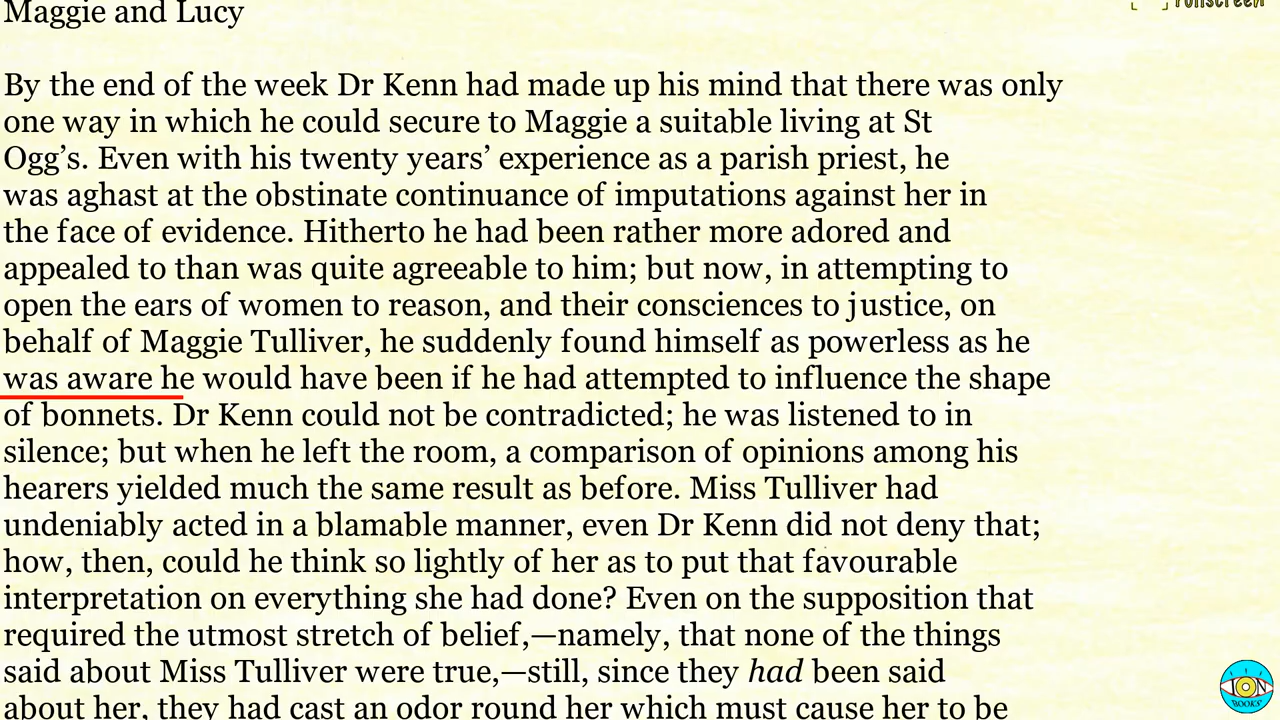 Maggie and Lucy
fullscreen
By the end of the week Dr Kenn had made up his mind that there was only
one way in which he could secure to Maggie a suitable living at St
Ogg’s. Even with his twenty years’ experience as a parish priest, he
was aghast at the obstinate continuance of imputations against her in
the face of evidence. Hitherto he had been rather more adored and
appealed to than was quite agreeable to him; but now, in attempting to
open the ears of women to reason, and their consciences to justice, on
behalf of Maggie Tulliver, he suddenly found himself as powerless as he
was aware he would have been if he had attempted to influence the shape
of bonnets. Dr Kenn could not be contradicted; he was listened to in
silence; but when he left the room, a comparison of opinions among his
hearers yielded much the same result as before. Miss Tulliver had
undeniably acted in a blamable manner, even Dr Kenn did not deny that;
how, then, could he think so lightly of her as to put that favourable
interpretation on everything she had done? Even on the supposition that
required the utmost stretch of belief,—namely, that none of the things
said about Miss Tulliver were true,—still, since they had been said
about her, they had cast an odor round her which must cause her to be
ION
BOOKS